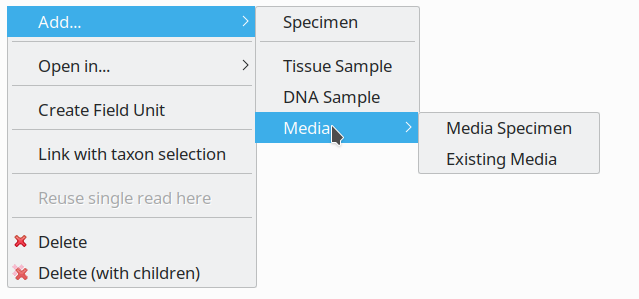 Add...
Open in...
Create Field Unit
Link with taxon selection
Reuse single read here
Delete
Delete (with children)
Specimen
Tissue Sample
DNA Sample
Media
Media Specimen
Existing Media